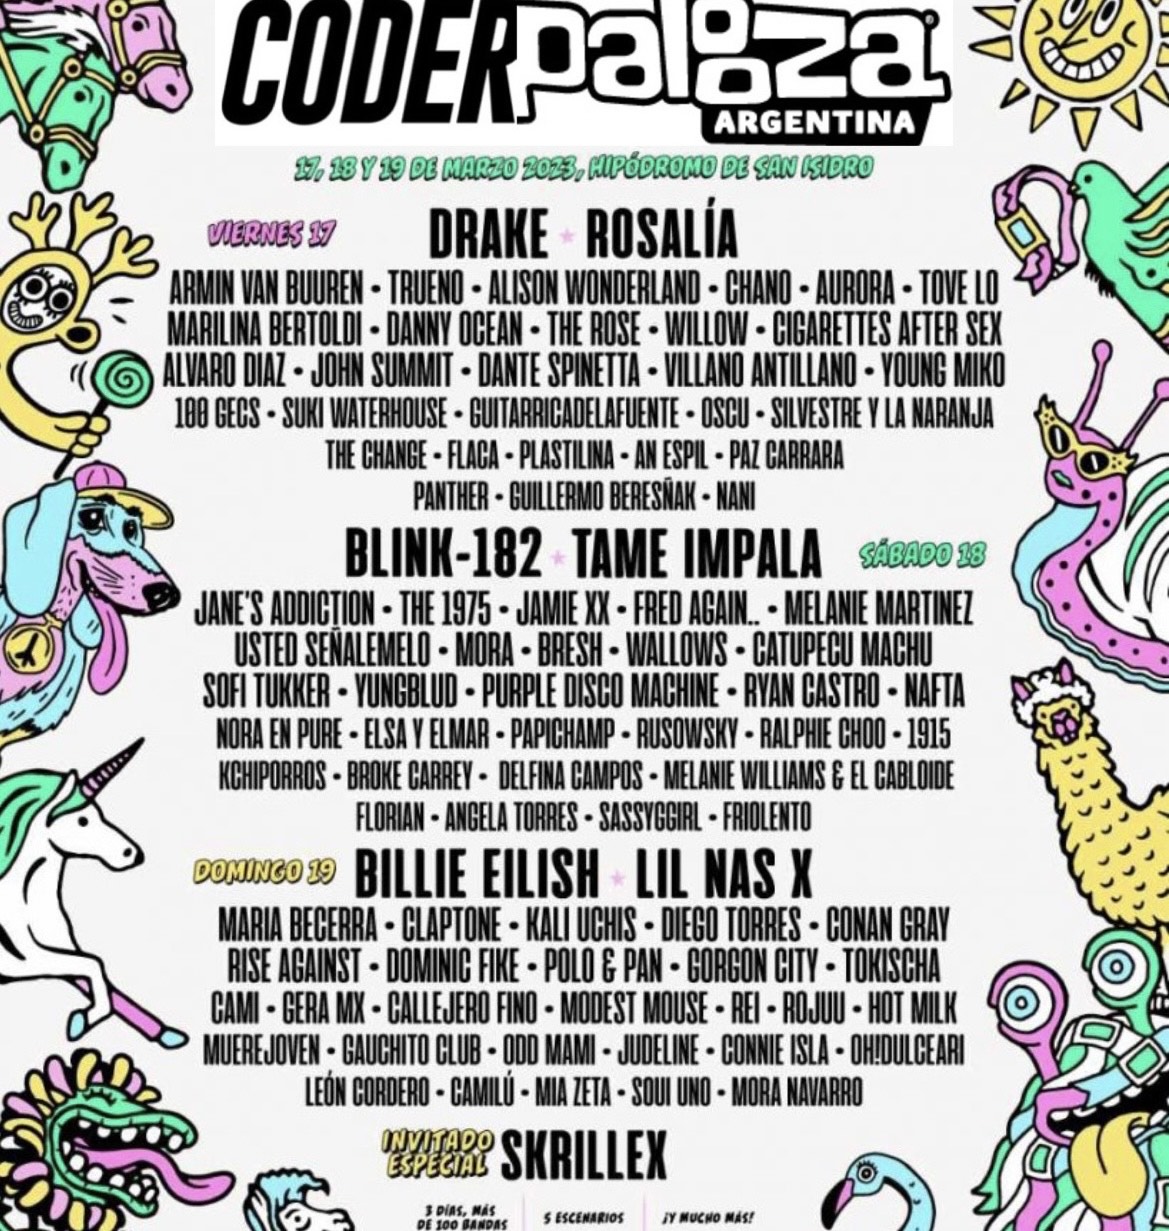 CODERpalooza
ARGENTINA
17, 18 Y 19 DE MARZO 2023, HIPÓDROMO DE SAN ISIDRO
VIERNES 17
DRAKE ★ ROSALÍA
ARMIN VAN BUUREN • TRUENO • ALISON WONDERLAND • CHANO • AURORA • TOVE LO
MARILINA BERTOLDI • DANNY OCEAN • THE ROSE • WILLOW • CIGARETTES AFTER SEX
ALVARO DIAZ • JOHN SUMMIT • DANTE SPINETTA • VILLANO ANTILLANO • YOUNG MIKO
100 GECS • SUKI WATERHOUSE • GUITARRICADELAFUENTE • OSCU • SILVESTRE Y LA NARANJA
THE CHANGE • FLACA • PLASTILINA • AN ESPIL • PAZ CARRARA
PANTHER • GUILLERMO BERESÑAK • NANI
BLINK-182 ★ TAME IMPALA
SÁBADO 18
JANE'S ADDICTION • THE 1975 • JAMIE XX • FRED AGAIN.. • MELANIE MARTINEZ
USTED SEÑALEMELO • MORA • BRESH • WALLOWS • CATUPECU MACHU
SOFI TUKKER • YUNGBLUD • PURPLE DISCO MACHINE • RYAN CASTRO • NAFTA
NORA EN PURE • ELSA Y ELMAR • PAPICHAMP • RUSOWSKY • RALPHIE CHOO • 1915
KCHIPORROS • BROKE CARREY • DELFINA CAMPOS • MELANIE WILLIAMS & EL CABLOIDE
FLORIAN • ANGELA TORRES • SASSYGGIRL • FRIOLENTO
DOMINGO 19
BILLIE EILISH ★ LIL NAS X
MARIA BECERRA • CLAPTONE • KALI UCHIS • DIEGO TORRES • CONAN GRAY
RISE AGAINST • DOMINIC FIKE • POLO & PAN • GORGON CITY • TOKISCHA
CAMI • GERA MX • CALLEJERO FINO • MODEST MOUSE • REI • ROJUU • HOT MILK
MUEREJOVEN • GAUCHITO CLUB • ODD MAMI • JUDELINE • CONNIE ISLA • OH!DULCEARI
LEÓN CORDERO • CAMILÚ • MIA ZETA • SOUI UNO • MORA NAVARRO
INVITADO
ESPECIAL
SKRILLEX
3 DÍAS, MÁS
DE 100 BANDAS
5 ESCENARIOS
¡Y MUCHO MÁS!